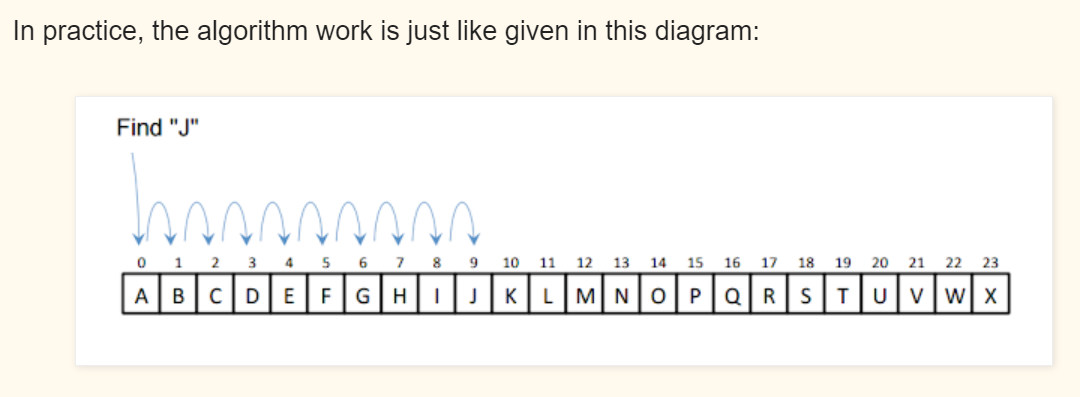 In practice, the algorithm work is just like given in this diagram:
Find "J"
0 1 2 3 4 5 6 7 8 9 10 11 12 13 14 15 16 17 18 19 20 21 22 23
A B C D E F G H I J K L M N O P Q R S T U V W X